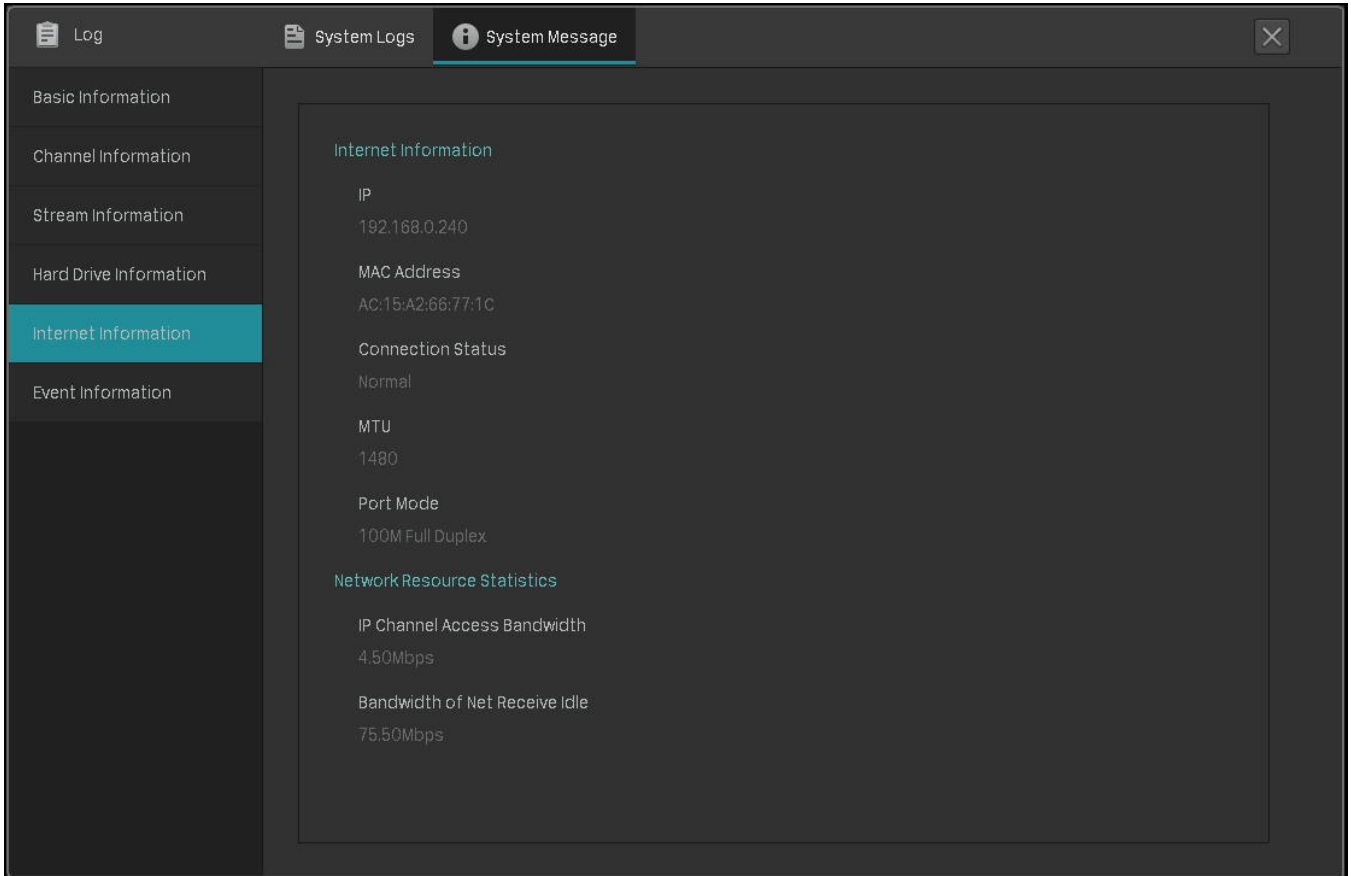 Log
System Logs
System Message
Basic Information
Channel Information
Stream Information
Hard Drive Information
Internet Information
Event Information
Internet Information
IP
192.168.0.240
MAC Address
AC:15:A2:66:77:1C
Connection Status
Normal
MTU
1480
Port Mode
100M Full Duplex
Network Resource Statistics
IP Channel Access Bandwidth
4.50Mbps
Bandwidth of Net Receive Idle
75.50Mbps